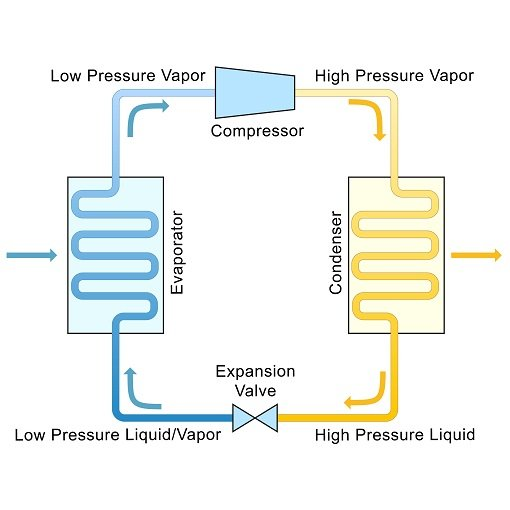 Low Pressure Vapor
High Pressure Vapor
Compressor
Evaporator
Condenser
Expansion
Valve
Low Pressure Liquid/Vapor
High Pressure Liquid